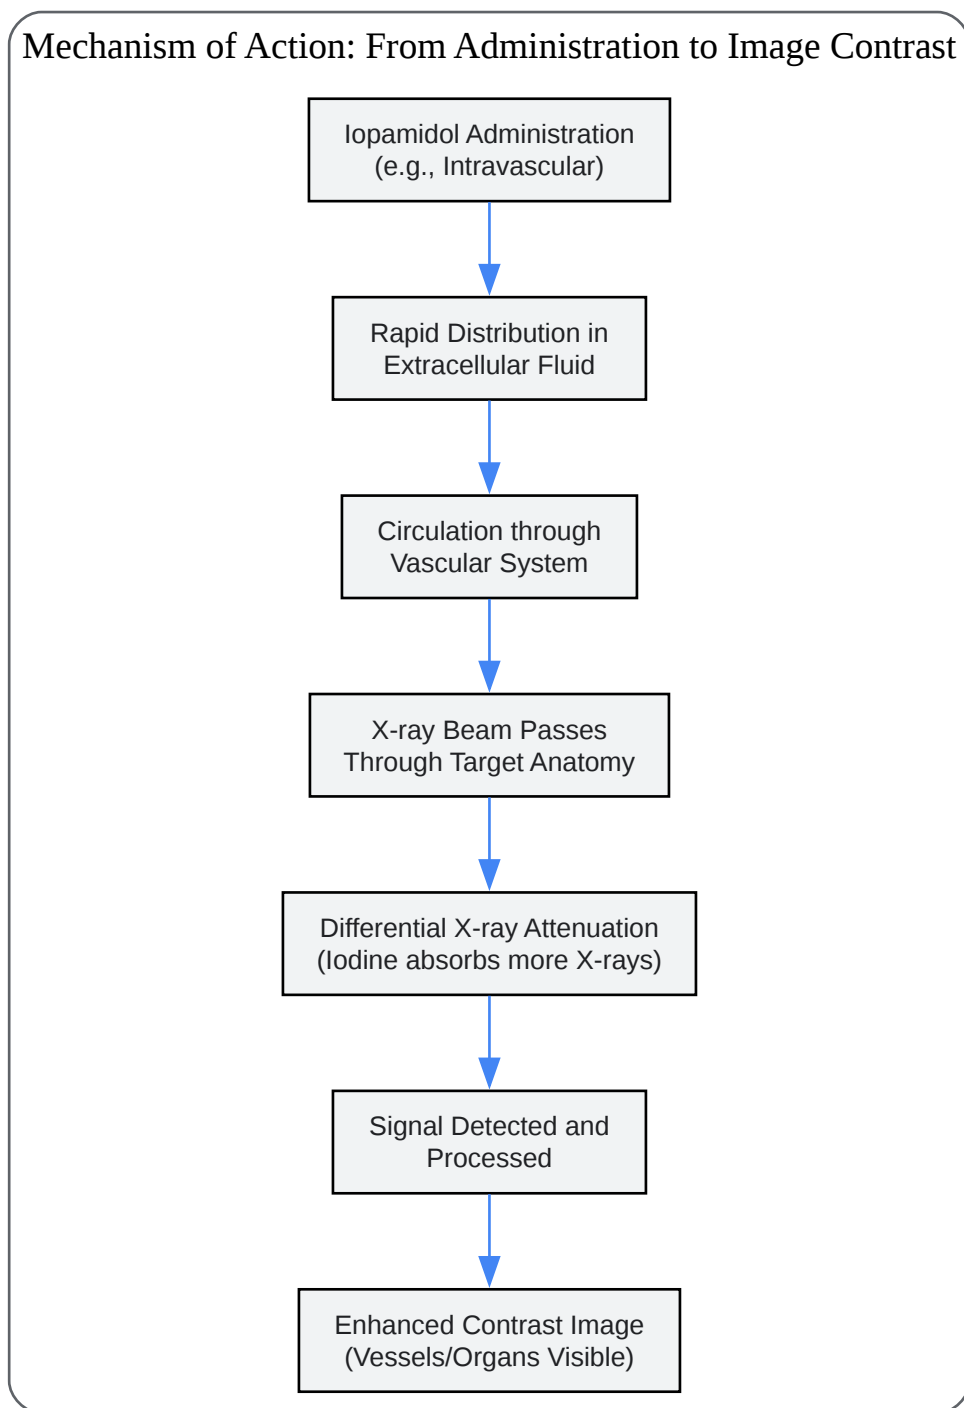 Mechanism of Action: From Administration to Image Contrast
Iopamidol Administration
(e.g., Intravascular)
Rapid Distribution in
Extracellular Fluid
Circulation through
Vascular System
X-ray Beam Passes
Through Target Anatomy
Differential X-ray Attenuation
(Iodine absorbs more X-rays)
Signal Detected and
Processed
Enhanced Contrast Image
(Vessels/Organs Visible)